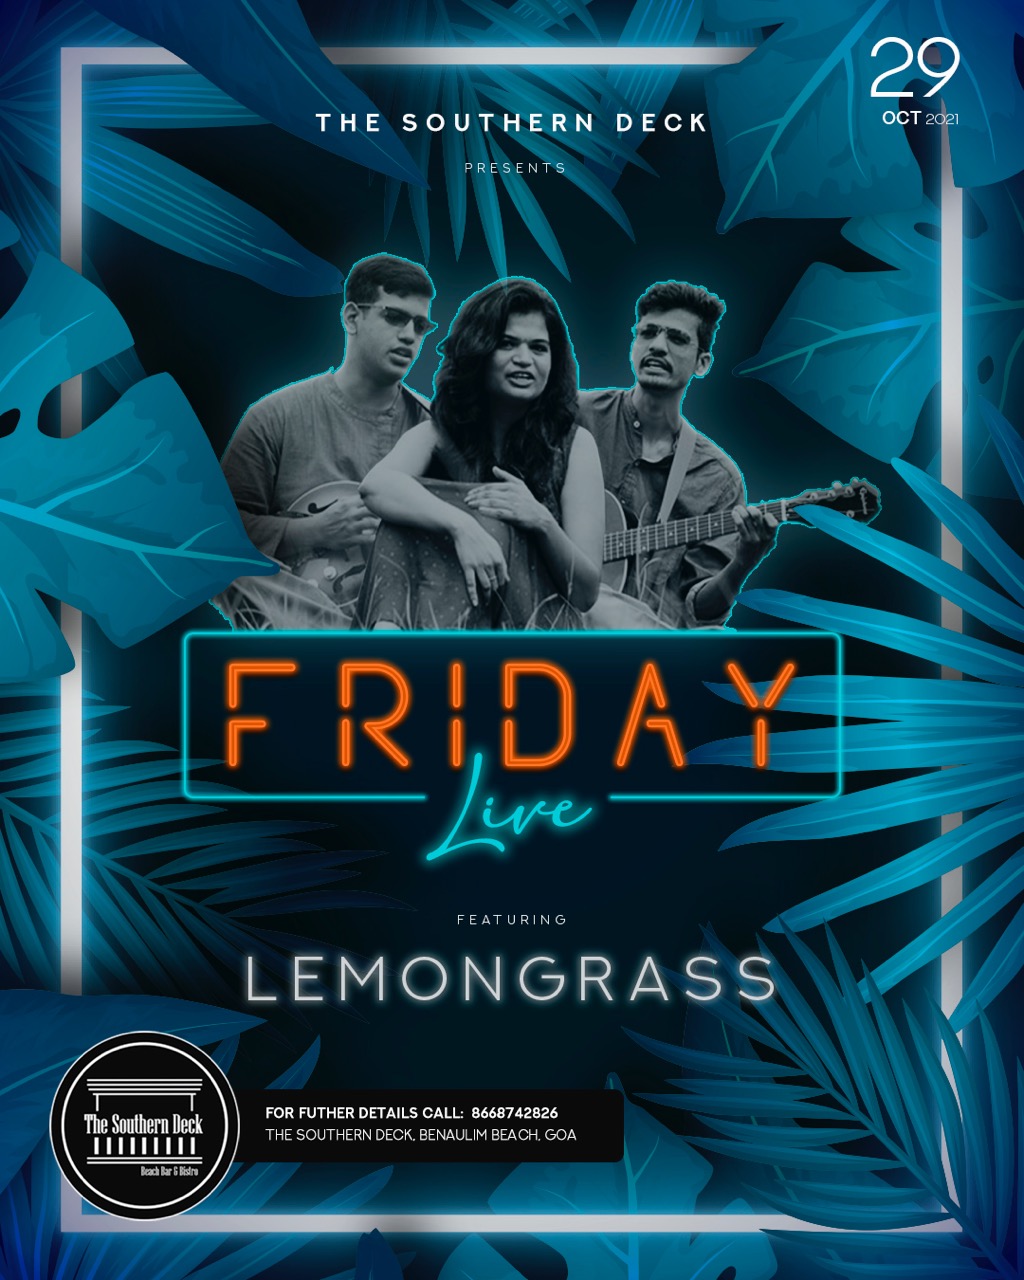 29
OCT 2021
THE SOUTHERN DECK
PRESENTS
FRIDAY
Live
FEATURING
LEMONGRASS
The Southern Deck
Beach Bar & Bistro
FOR FUTHER DETAILS CALL: 8668742826
THE SOUTHERN DECK, BENAULIM BEACH, GOA